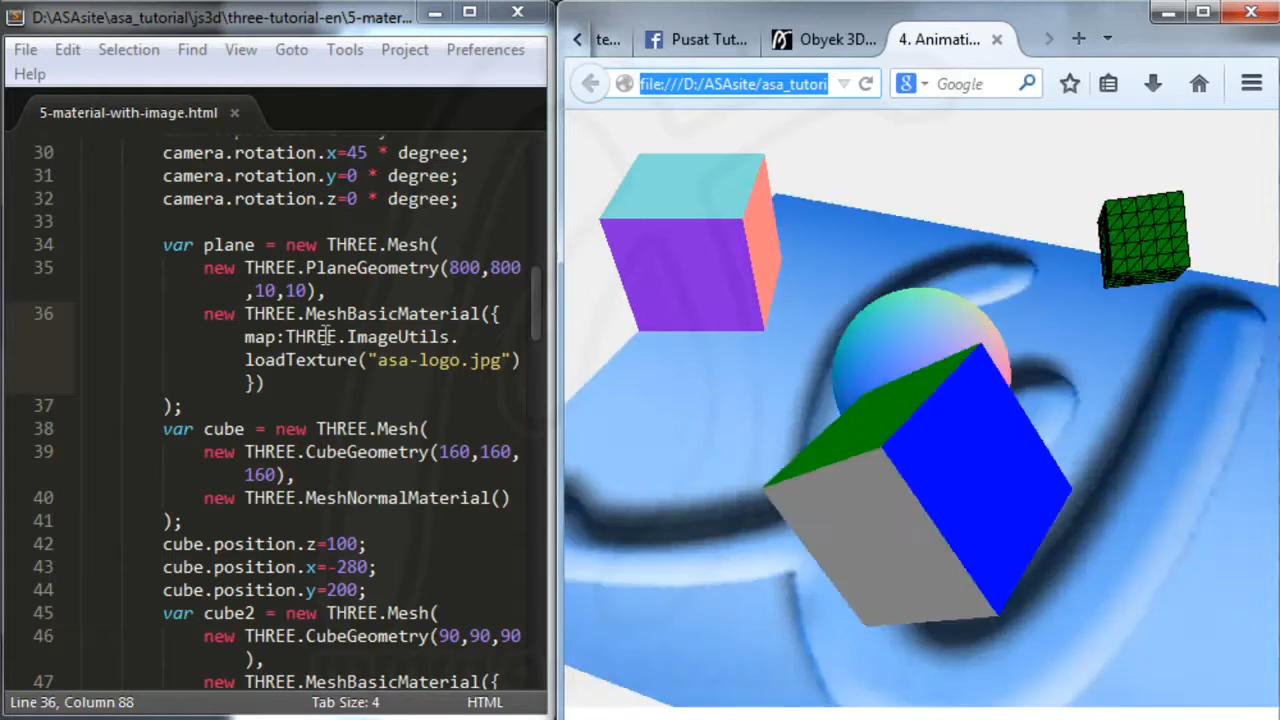 D:\ASAsite\asa_tutorial\js3d\three-tutorial-en\5-mater...
File Edit Selection Find View Goto Tools Project Preferences
Help
5-material-with-image.html
30 camera.rotation.x=45 * degree;
31 camera.rotation.y=0 * degree;
32 camera.rotation.z=0 * degree;
33
34 var plane = new THREE.Mesh(
35 new THREE.PlaneGeometry(800,800
,10,10),
36 new THREE.MeshBasicMaterial({
map:THREE.ImageUtils.
loadTexture("asa-logo.jpg")
})
37 );
38 var cube = new THREE.Mesh(
39 new THREE.CubeGeometry(160,160,
160),
40 new THREE.MeshNormalMaterial()
41 );
42 cube.position.z=100;
43 cube.position.x=-280;
44 cube.position.y=200;
45 var cube2 = new THREE.Mesh(
46 new THREE.CubeGeometry(90,90,90
),
47 new THREE.MeshBasicMaterial({
Line 36, Column 88 Tab Size: 4 HTML
te... Pusat Tut... Obyek 3D... 4. Animati...
file:///D:/ASAsite/asa_tutori Google